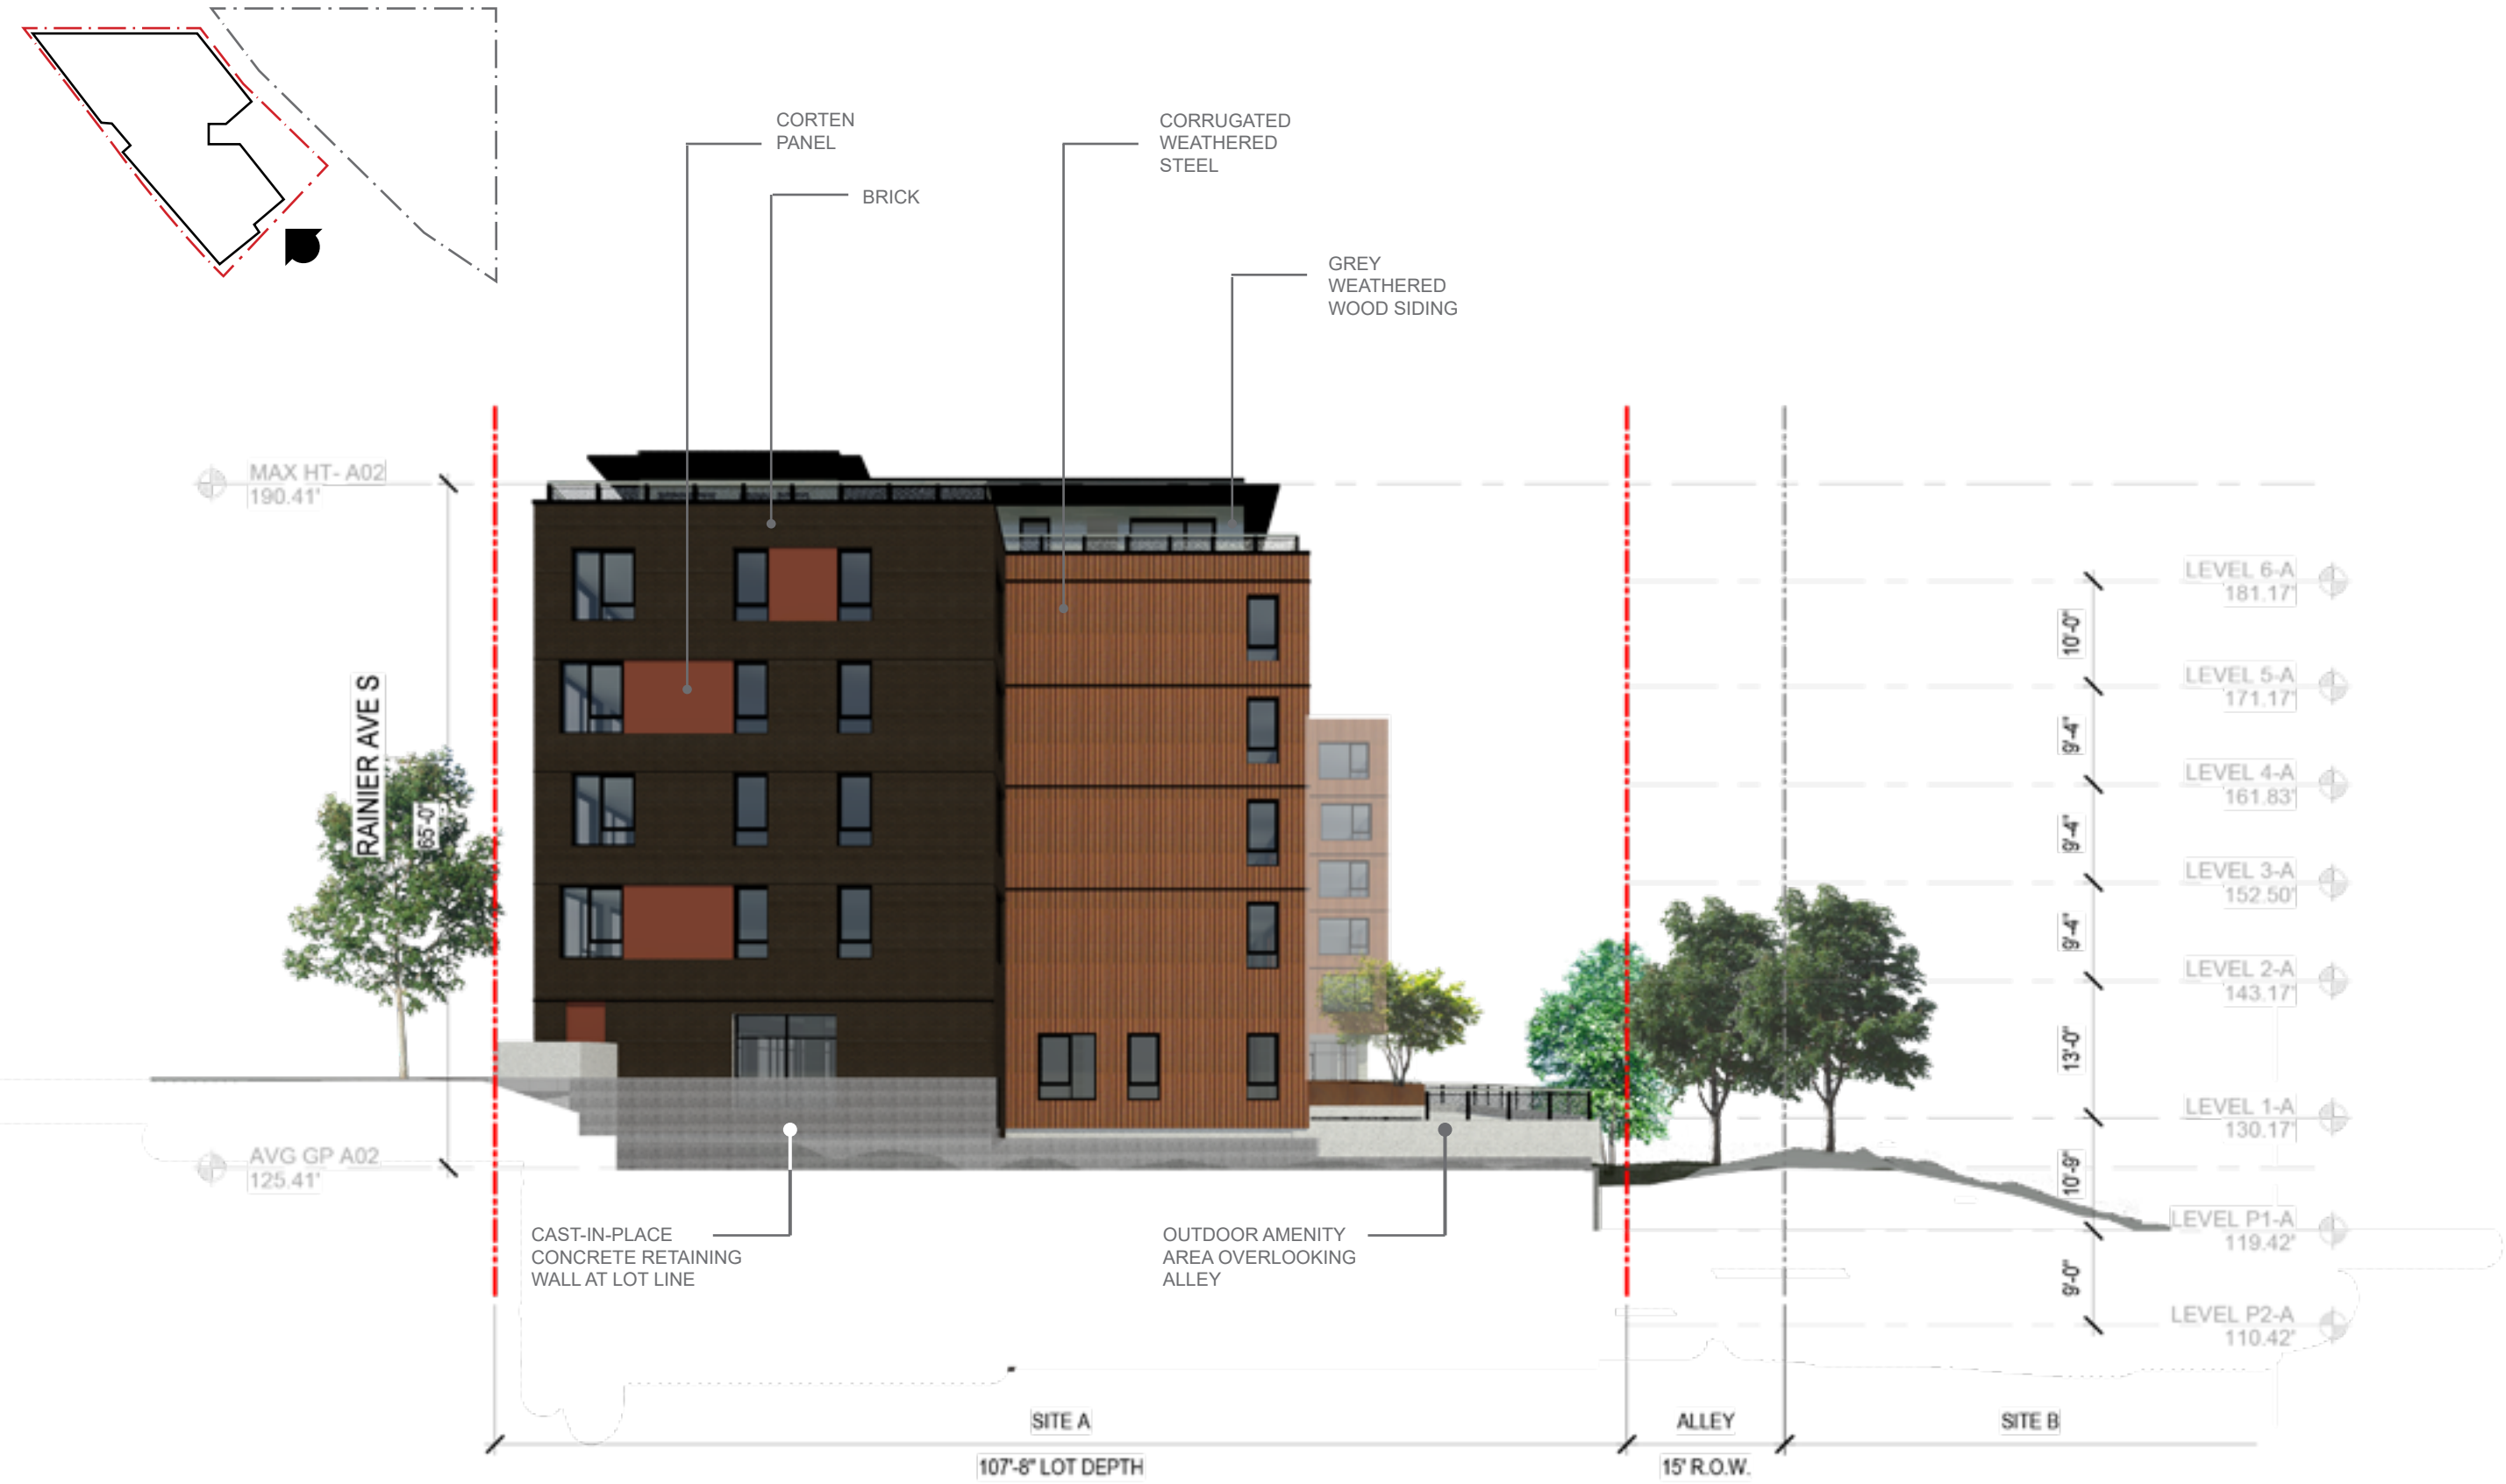 CORTEN
PANEL
BRICK
CORRUGATED
WEATHERED
STEEL
GREY
WEATHERED
WOOD SIDING
MAX HT- A02
190.41'
RAINIER AVE S
65'-0"
AVG GP A02
125.41'
LEVEL 6-A
181.17'
10'-0"
LEVEL 5-A
171.17'
9'-4"
LEVEL 4-A
161.83'
9'-4"
LEVEL 3-A
152.50'
9'-4"
LEVEL 2-A
143.17'
13'-0"
LEVEL 1-A
130.17'
10'-9"
LEVEL P1-A
119.42'
9'-0"
LEVEL P2-A
110.42'
CAST-IN-PLACE
CONCRETE RETAINING
WALL AT LOT LINE
OUTDOOR AMENITY
AREA OVERLOOKING
ALLEY
SITE A
107'-8" LOT DEPTH
ALLEY
15' R.O.W.
SITE B